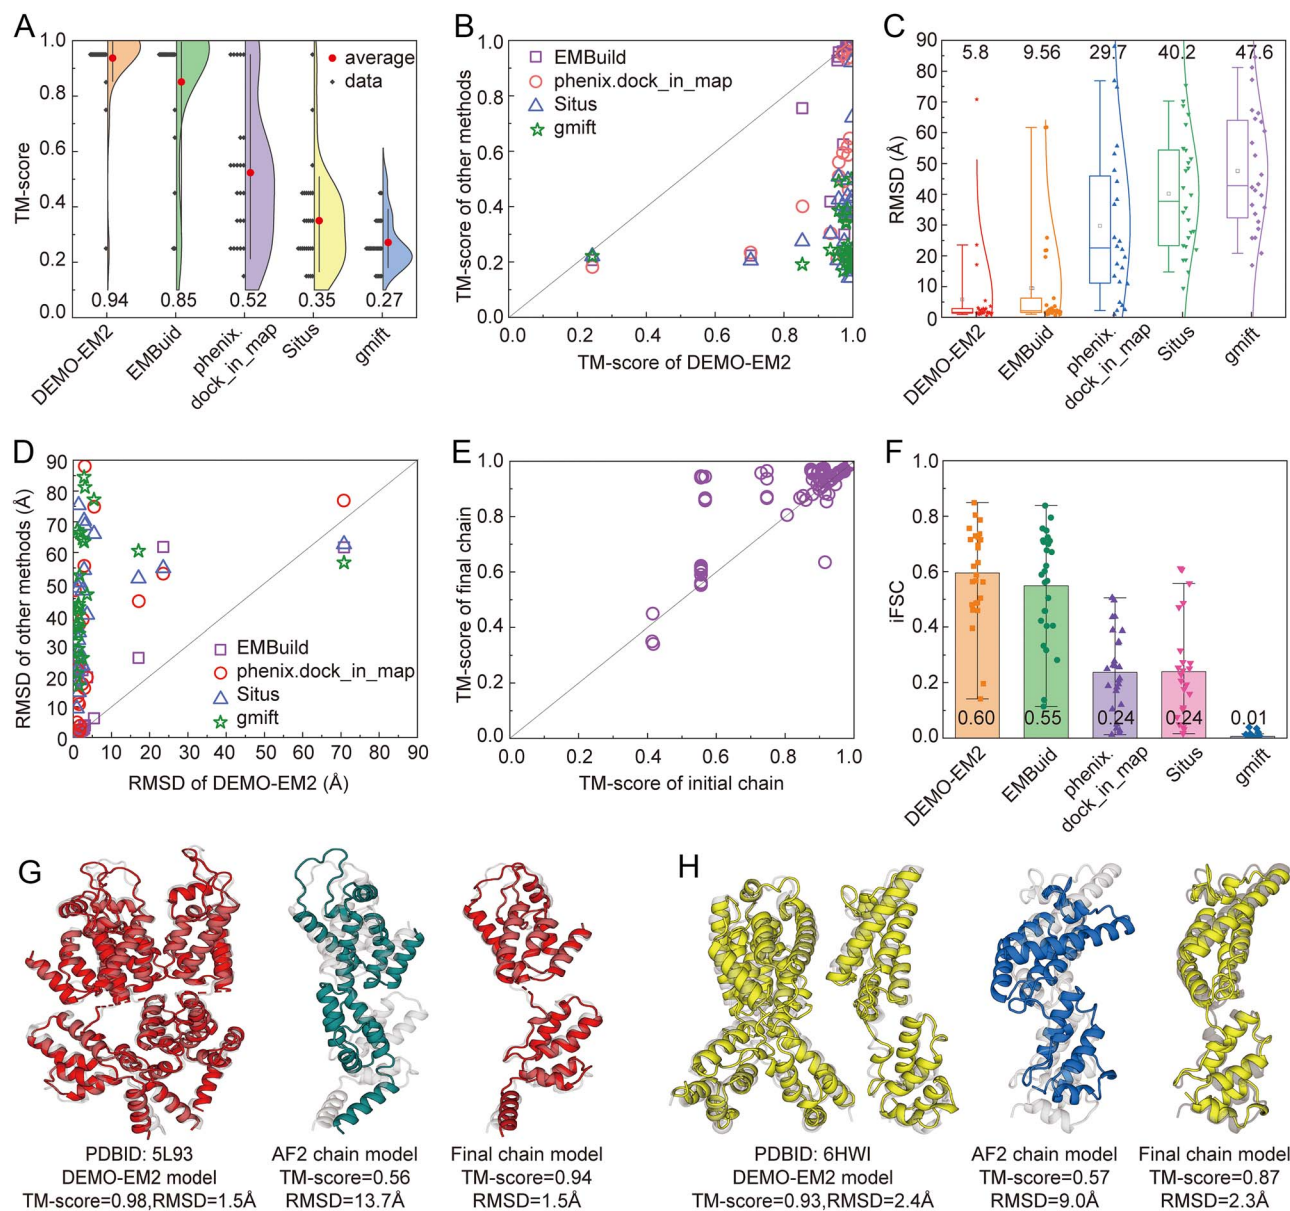 A
TM-score
1.0
0.8
0.6
0.4
0.2
0.0
average
data
0.94
0.85
0.52
0.35
0.27
DEMO-EM2
EMBuid
phenix.
dock_in_map
Situs
gmift
B
TM-score of other methods
1.0
0.8
0.6
0.4
0.2
0.0
EMBuild
phenix.dock_in_map
Situs
gmift
0.0
0.2
0.4
0.6
0.8
1.0
TM-score of DEMO-EM2
C
RMSD (Å)
90
80
70
60
50
40
30
20
10
0
5.8
9.56
29.7
40.2
47.6
DEMO-EM2
EMBuid
phenix.
dock_in_map
Situs
gmift
D
RMSD of other methods (Å)
90
80
70
60
50
40
30
20
10
0
EMBuild
phenix.dock_in_map
Situs
gmift
0
10
20
30
40
50
60
70
80
90
RMSD of DEMO-EM2 (Å)
E
TM-score of final chain
1.0
0.8
0.6
0.4
0.2
0.0
0.0
0.2
0.4
0.6
0.8
1.0
TM-score of initial chain
F
iFSC
1.0
0.8
0.6
0.4
0.2
0.0
0.60
0.55
0.24
0.24
0.01
DEMO-EM2
EMBuid
phenix.
dock_in_map
Situs
gmift
G
PDBID: 5L93
DEMO-EM2 model
TM-score=0.98,RMSD=1.5Å
AF2 chain model
TM-score=0.56
RMSD=13.7Å
Final chain model
TM-score=0.94
RMSD=1.5Å
H
PDBID: 6HWI
DEMO-EM2 model
TM-score=0.93,RMSD=2.4Å
AF2 chain model
TM-score=0.57
RMSD=9.0Å
Final chain model
TM-score=0.87
RMSD=2.3Å